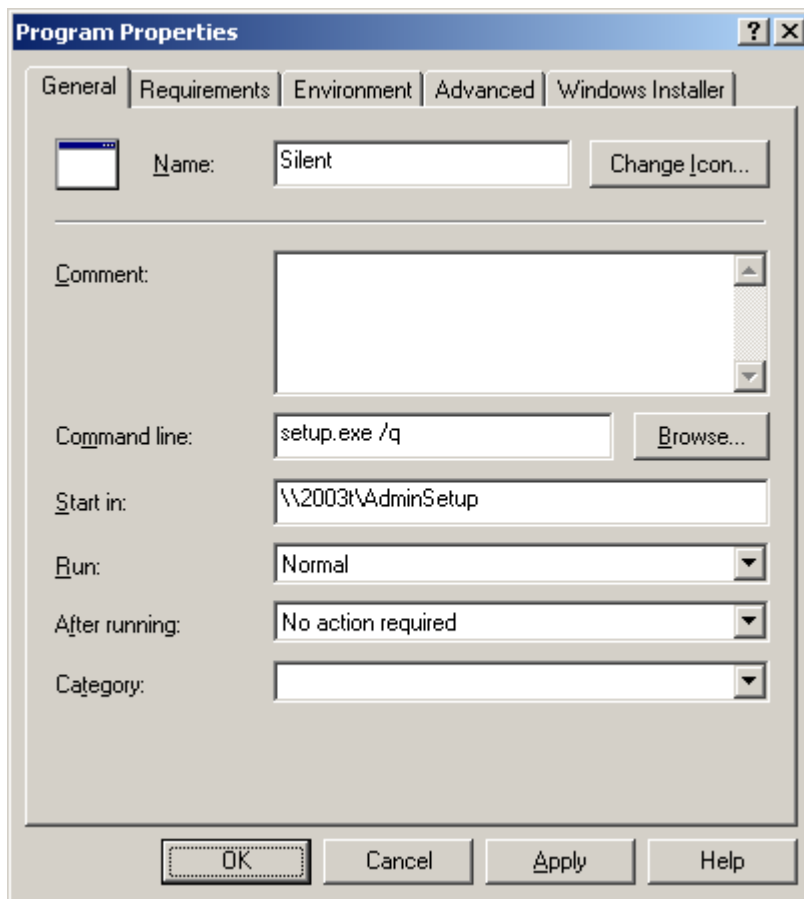 Program Properties
General Requirements Environment Advanced Windows Installer
Name: Silent Change Icon...
Comment:
Command line: setup.exe /q Browse...
Start in: \\2003t\AdminSetup
Run: Normal
After running: No action required
Category:
OK Cancel Apply Help